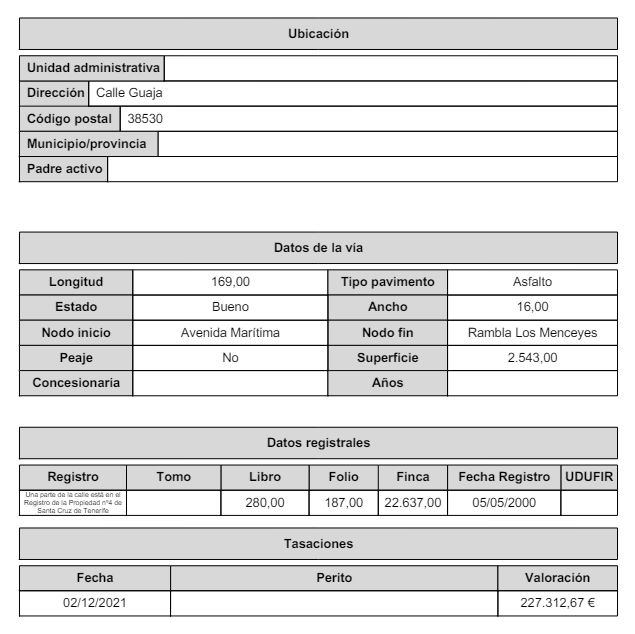 Ubicación
Unidad administrativa
Dirección Calle Guaja
Código postal 38530
Municipio/provincia
Padre activo
Datos de la vía
Longitud 169,00 Tipo pavimento Asfalto
Estado Bueno Ancho 16,00
Nodo inicio Avenida Marítima Nodo fin Rambla Los Menceyes
Peaje No Superficie 2.543,00
Concesionaria Años
Datos registrales
Registro Tomo Libro Folio Finca Fecha Registro UDUFIR
Una parte de la calle está en el
Registro de la Propiedad nº4 de
Santa Cruz de Tenerife
280,00 187,00 22.637,00 05/05/2000
Tasaciones
Fecha Perito Valoración
02/12/2021 227.312,67 €